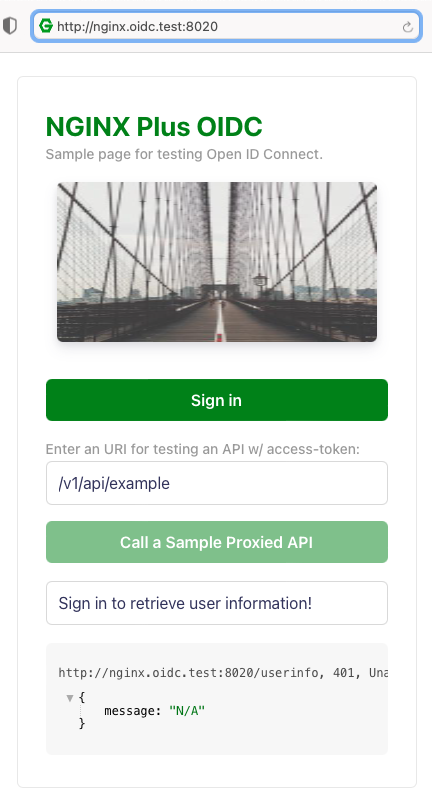 http://nginx.oidc.test:8020
NGINX Plus OIDC
Sample page for testing Open ID Connect.
Sign in
Enter an URI for testing an API w/ access-token:
/v1/api/example
Call a Sample Proxied API
Sign in to retrieve user information!
http://nginx.oidc.test:8020/userinfo, 401, Una
{
message: "N/A"
}